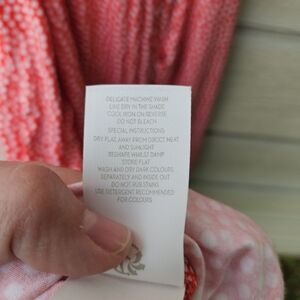 DELICATE MACHINE WASH
LINE DRY IN THE SHADE
COOL IRON ON REVERSE
DO NOT BLEACH
SPECIAL INSTRUCTIONS:
DRY FLAT AWAY FROM DIRECT HEAT
AND SUNLIGHT
RESHAPE WHILST DAMP
STORE FLAT
WASH AND DRY DARK COLOURS
SEPARATELY AND INSIDE OUT
DO NOT RUB STAINS
USE DETERGENT RECOMMENDED
FOR COLOURS